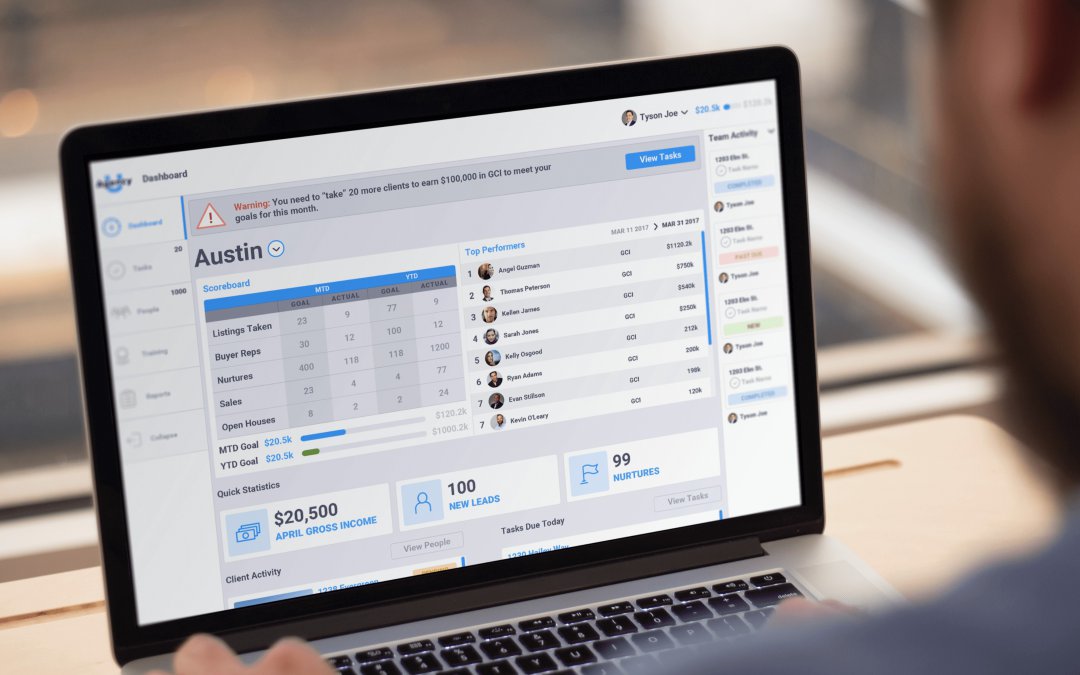 Dashboard
Tyson Joe
$20.5k
$120.2k
Warning: You need to "take" 20 more clients to earn $100,000 in GCI to meet your
goals for this month.
View Tasks
Dashboard
20
Tasks
1000
People
Training
Reports
Collapse
Austin
Scoreboard
MTD
YTD
GOAL
ACTUAL
GOAL
ACTUAL
Listings Taken
23
9
77
9
Buyer Reps
30
12
100
12
Nurtures
400
118
118
1200
Sales
23
4
4
77
Open Houses
8
2
2
24
MTD Goal
$20.5k
$120.2k
YTD Goal
$20.5k
$1000.2k
Top Performers
MAR 11 2017
MAR 31 2017
1 Angel Guzman GCI $1120.2k
2 Thomas Peterson GCI $750k
3 Kellen James GCI $540k
4 Sarah Jones GCI $250k
5 Kelly Osgood GCI 212k
6 Ryan Adams GCI 200k
7 Evan Stillson GCI 198k
7 Kevin O'Leary GCI 120k
Quick Statistics
$20,500
APRIL GROSS INCOME
100
NEW LEADS
99
NURTURES
Client Activity
View People
Tasks Due Today
View Tasks
Team Activity
1203 Elm St.
Task Name
COMPLETED
Tyson Joe
1203 Elm St.
Task Name
PAST DUE
Tyson Joe
1203 Elm St.
Task Name
NEW
Tyson Joe
1203 Elm St.
Task Name
COMPLETED
Tyson Joe
delete